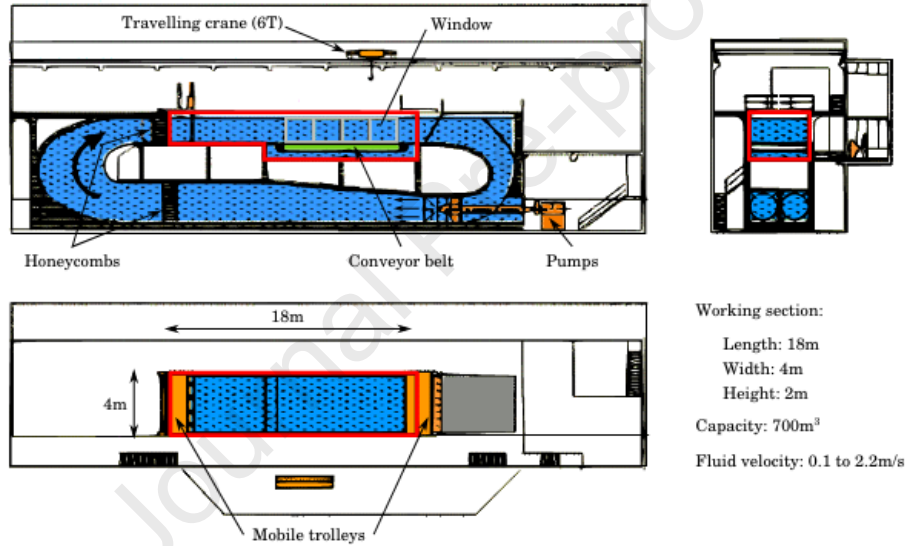 Travelling crane (6T)
Window
Honeycombs
Conveyor belt
Pumps
18m
4m
Mobile trolleys
Working section:
Length: 18m
Width: 4m
Height: 2m
Capacity: 700m³
Fluid velocity: 0.1 to 2.2m/s
Journal Pre-pro